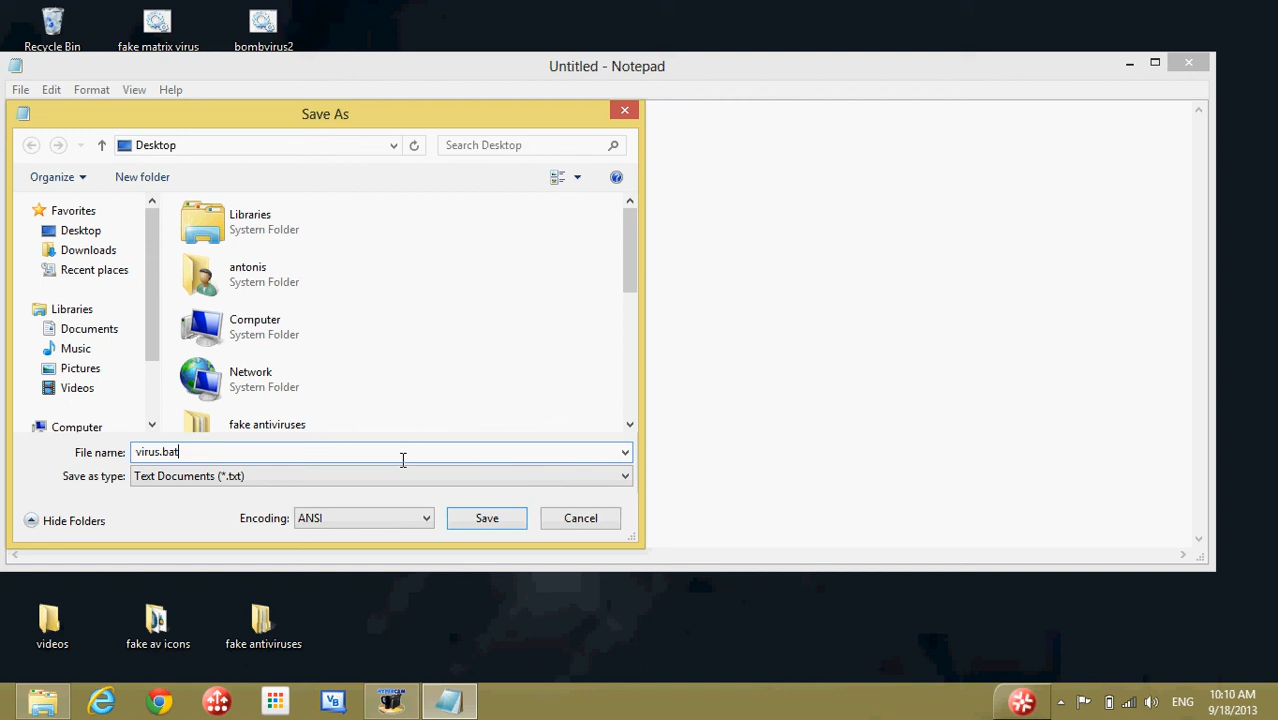 Recycle Bin
fake matrix virus
bombvirus2
Untitled - Notepad
File Edit Format View Help
Save As
Desktop
Search Desktop
Organize
New folder
Favorites
Desktop
Downloads
Recent places
Libraries
Documents
Music
Pictures
Videos
Computer
Libraries
System Folder
antonis
System Folder
Computer
System Folder
Network
System Folder
fake antiviruses
File name: virus.bat
Save as type: Text Documents (*.txt)
Hide Folders
Encoding: ANSI
Save
Cancel
videos
fake av icons
fake antiviruses
VB
HYPERCAM
ENG
10:10 AM
9/18/2013